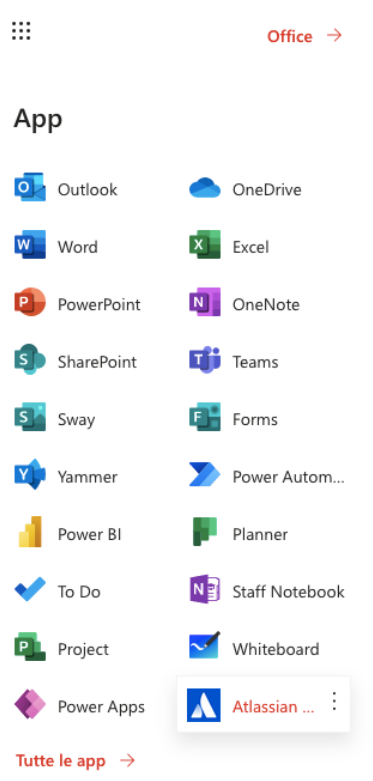 Office →
App
Outlook
OneDrive
Word
Excel
PowerPoint
OneNote
SharePoint
Teams
Sway
Forms
Yammer
Power Autom...
Power BI
Planner
To Do
Staff Notebook
Project
Whiteboard
Power Apps
Atlassian ...
Tutte le app →